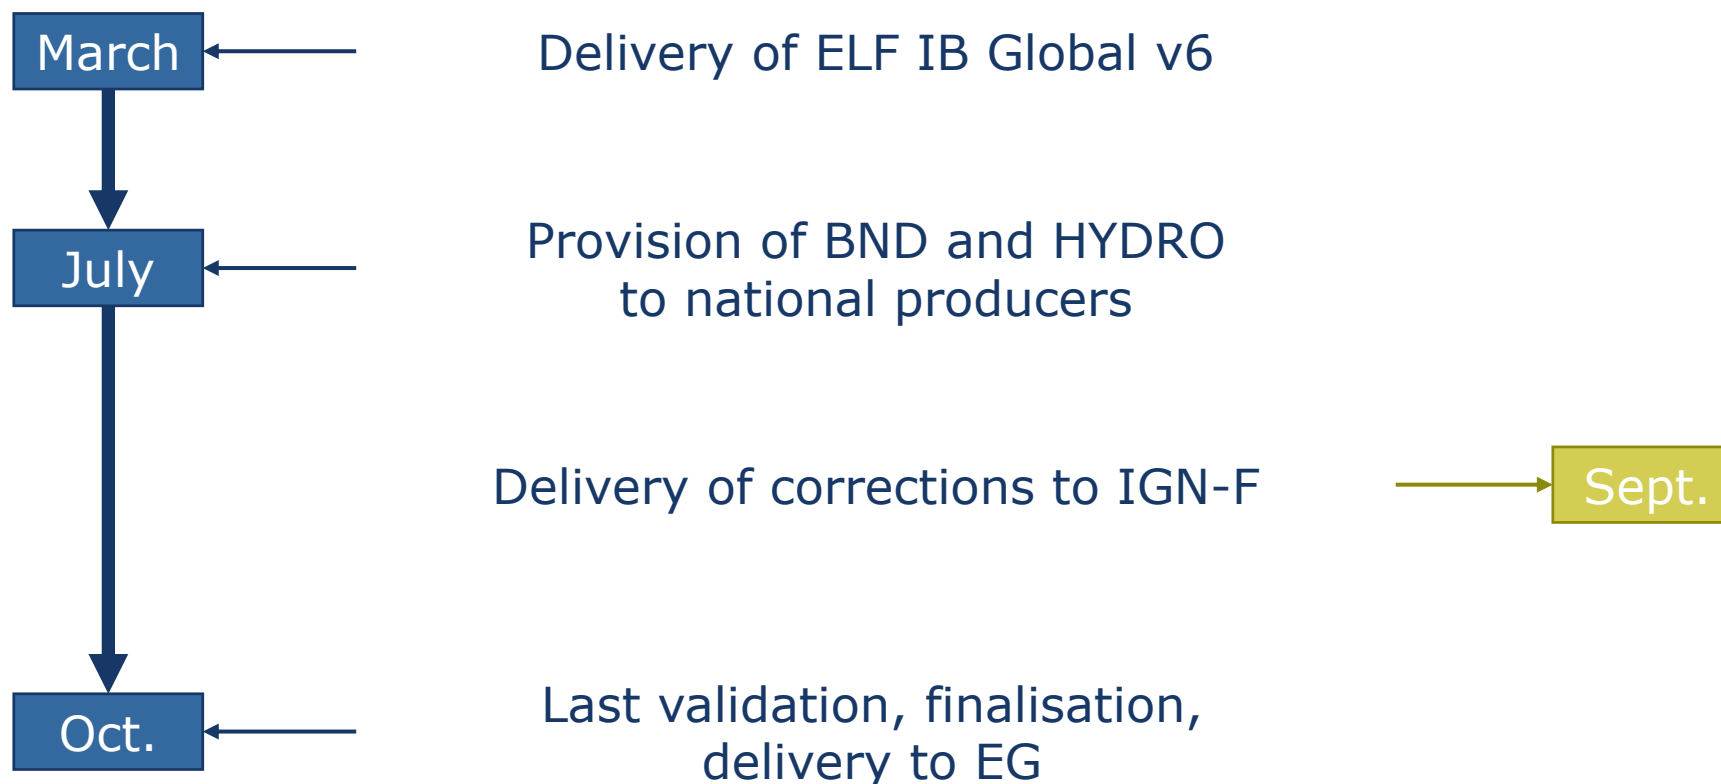 March
Delivery of ELF IB Global v6
July
Provision of BND and HYDRO
to national producers
Delivery of corrections to IGN-F
Sept.
Oct.
Last validation, finalisation,
delivery to EG